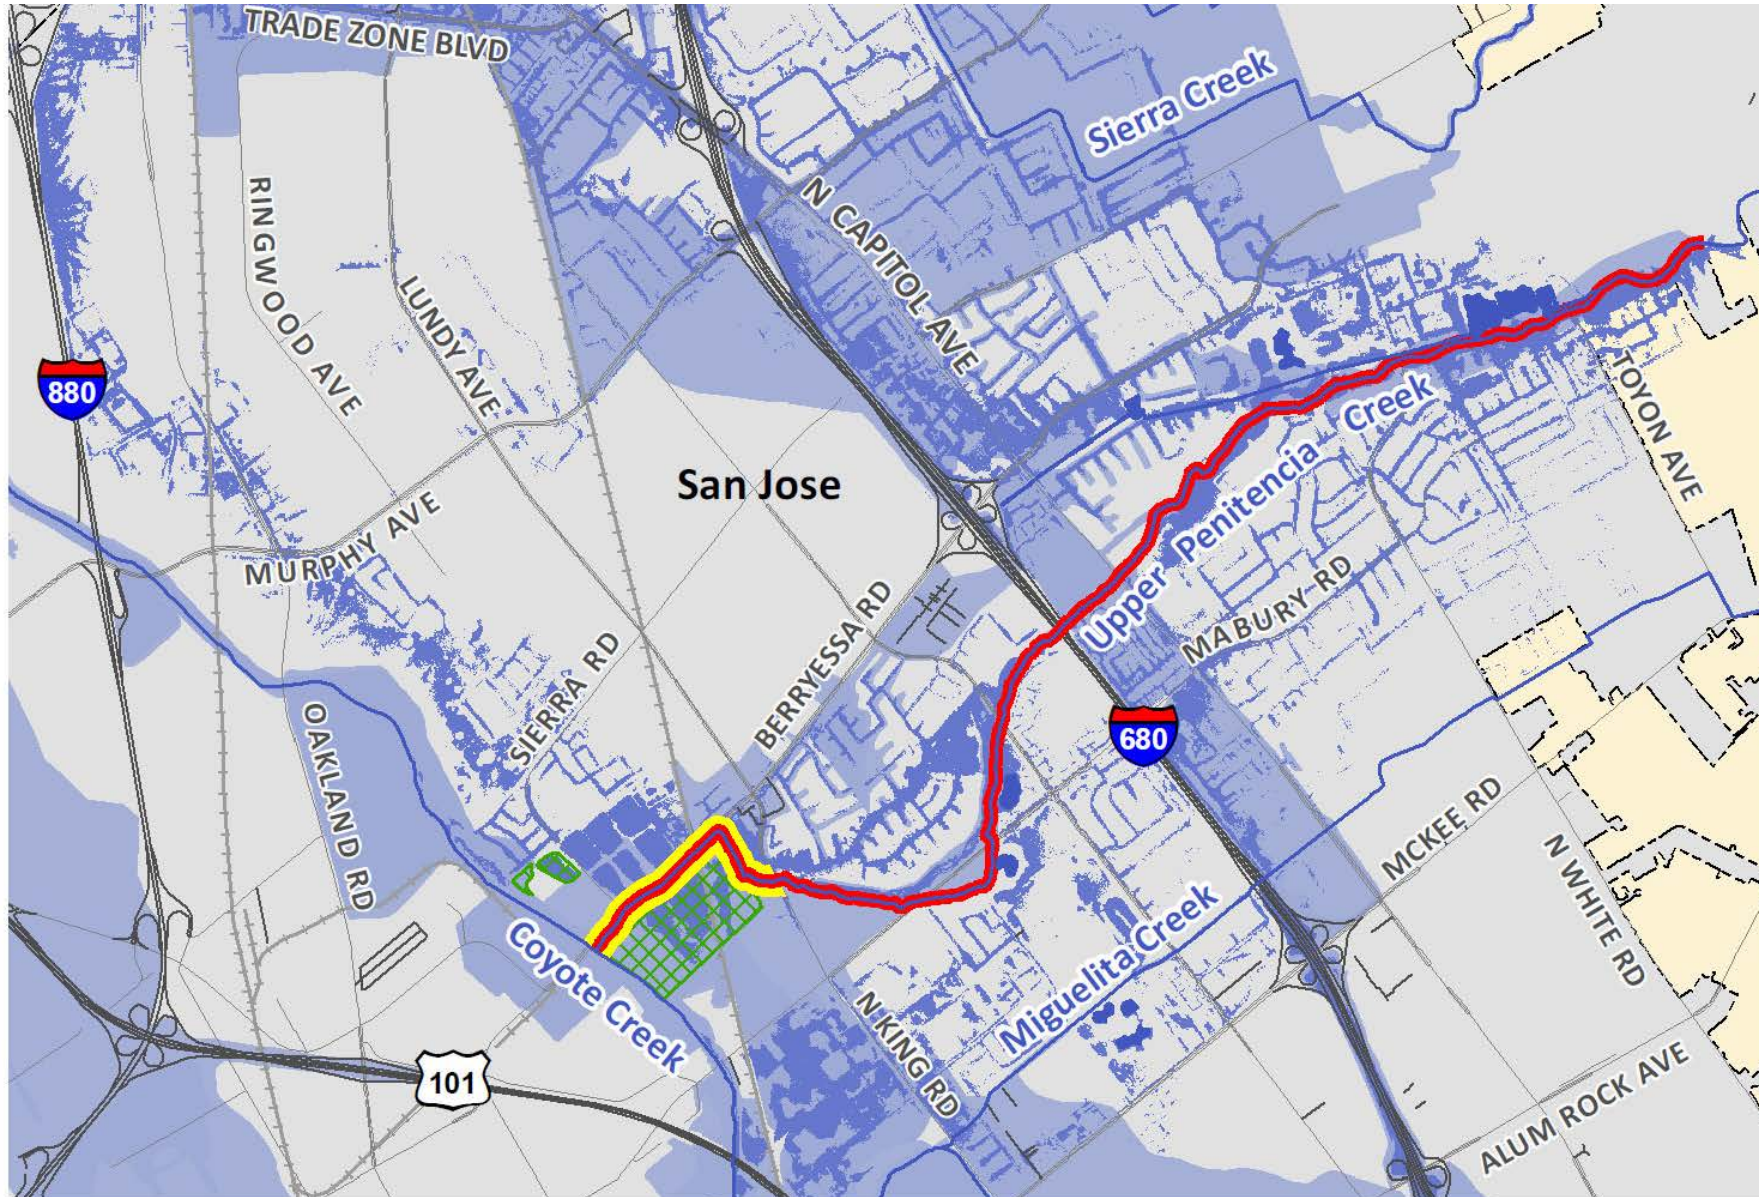 TRADE ZONE BLVD
Sierra Creek
RINGWOOD AVE
N CAPITOL AVE
LUNDY AVE
880
TOYON AVE
San Jose
Upper Penitencia Creek
MURPHY AVE
MABURY RD
BERRYESSA RD
SIERRA RD
OAKLAND RD
680
MCKEE RD
N WHITE RD
Coyote Creek
Miguelita Creek
N KING RD
101
ALUM ROCK AVE